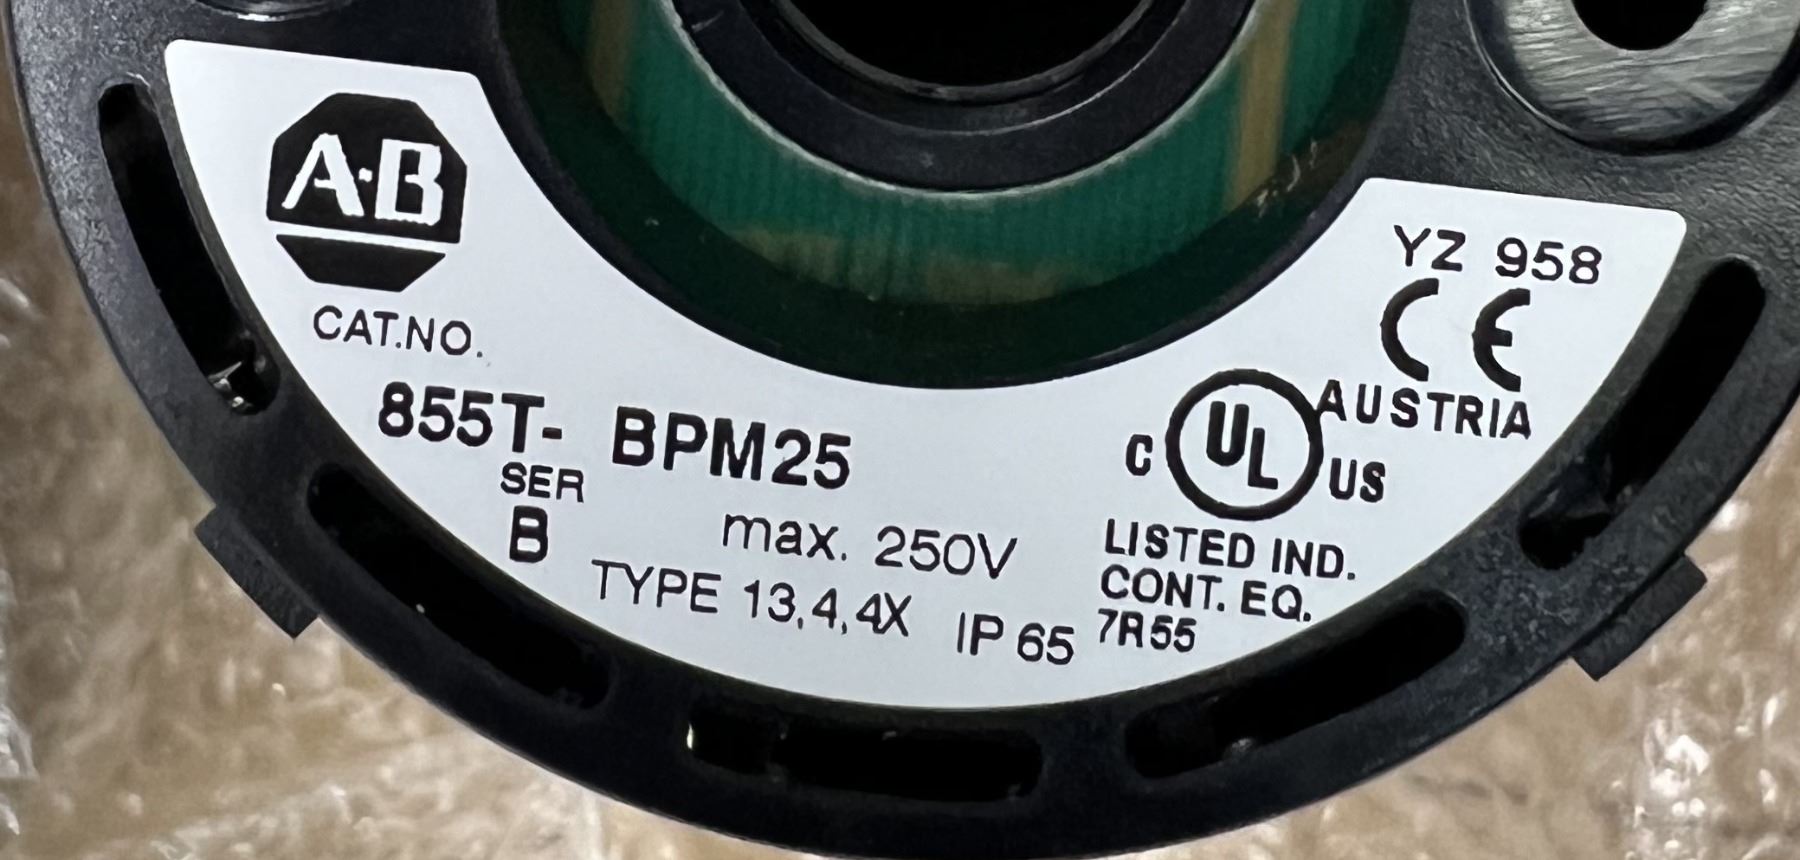 A-B
CAT.NO.
855T- BPM25
SER
B
max. 250V
TYPE 13,4,4X IP 65
YZ 958
CE
AUSTRIA
C UL US
LISTED IND.
CONT. EQ.
7R55